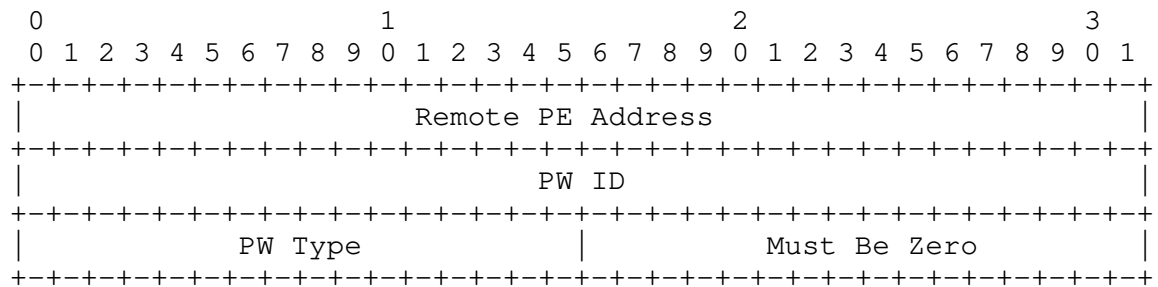 0                   1                   2                   3
 0 1 2 3 4 5 6 7 8 9 0 1 2 3 4 5 6 7 8 9 0 1 2 3 4 5 6 7 8 9 0 1
+-+-+-+-+-+-+-+-+-+-+-+-+-+-+-+-+-+-+-+-+-+-+-+-+-+-+-+-+-+-+-+-+
|                      Remote PE Address                        |
+-+-+-+-+-+-+-+-+-+-+-+-+-+-+-+-+-+-+-+-+-+-+-+-+-+-+-+-+-+-+-+-+
|                             PW ID                             |
+-+-+-+-+-+-+-+-+-+-+-+-+-+-+-+-+-+-+-+-+-+-+-+-+-+-+-+-+-+-+-+-+
|            PW Type            |          Must Be Zero         |
+-+-+-+-+-+-+-+-+-+-+-+-+-+-+-+-+-+-+-+-+-+-+-+-+-+-+-+-+-+-+-+-+